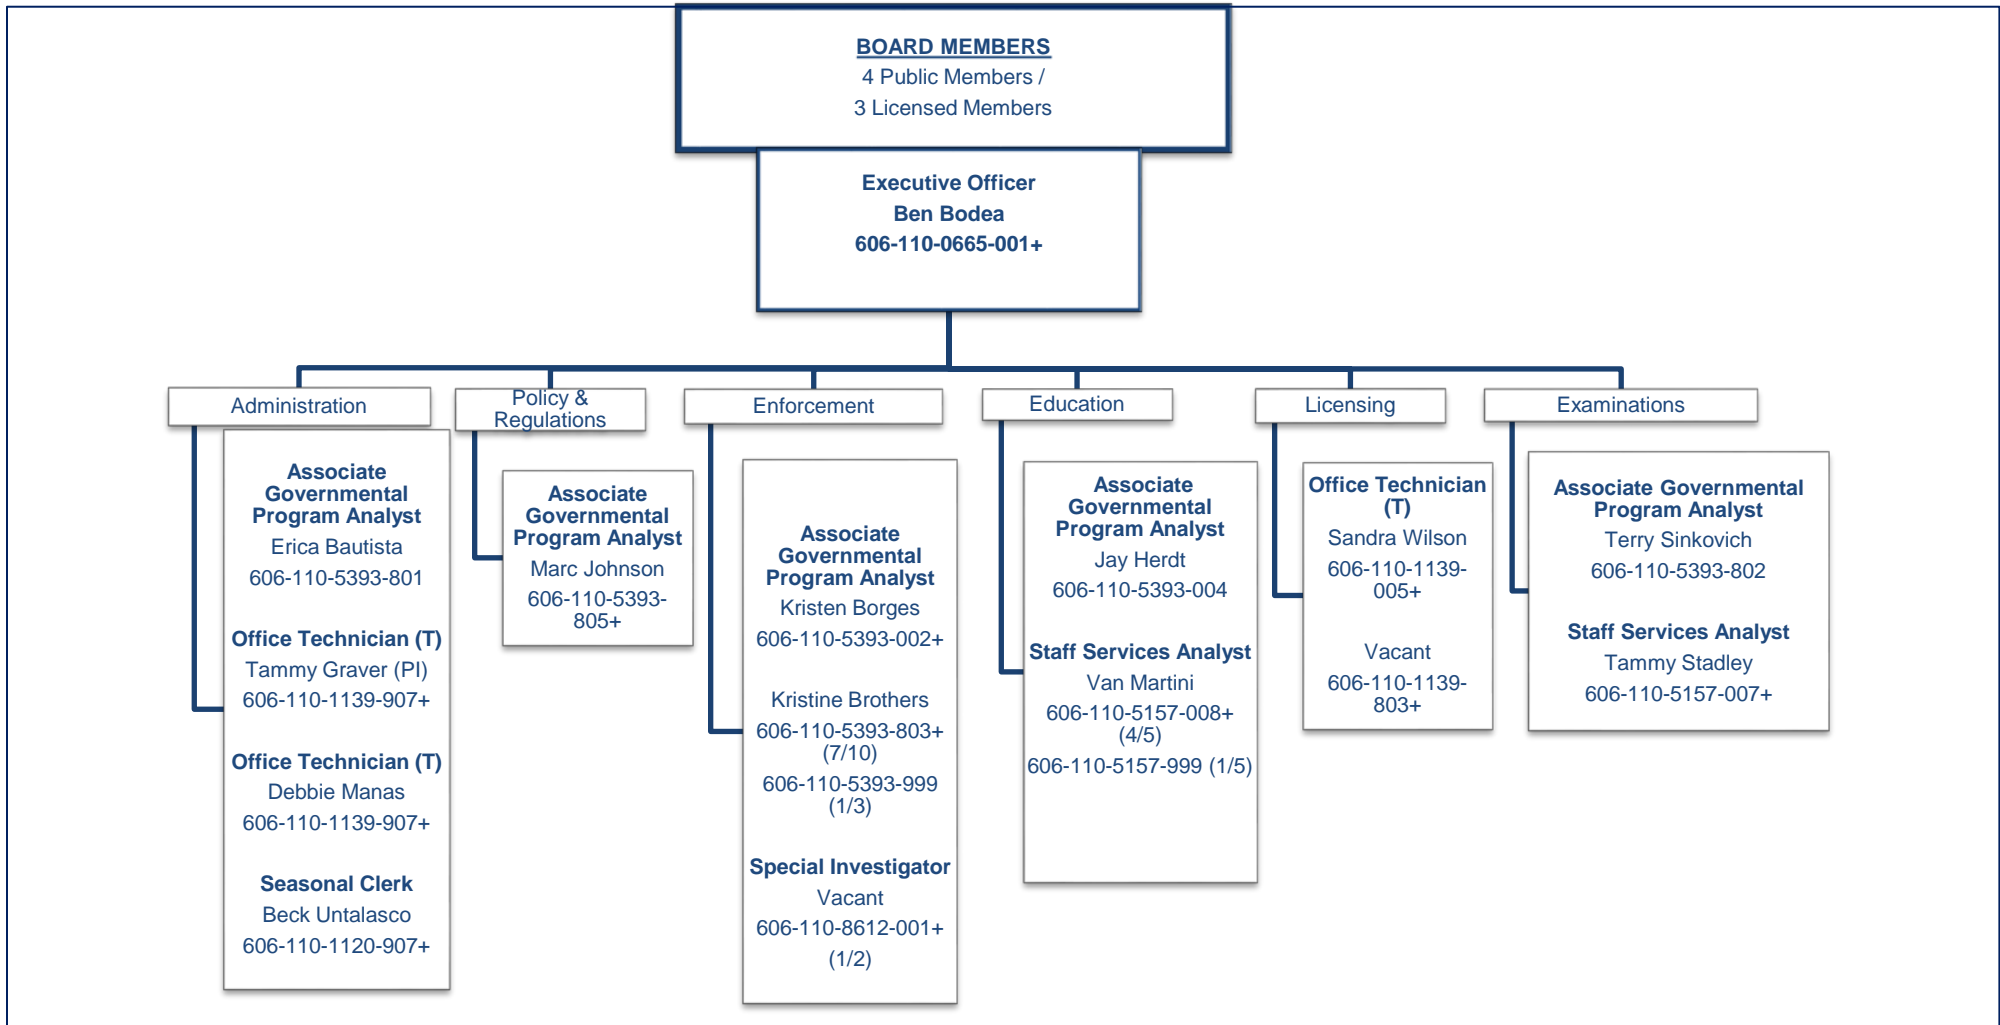 BOARD MEMBERS
4 Public Members /
3 Licensed Members
Executive Officer
Ben Bodea
606-110-0665-001+
Administration
Associate
Governmental
Program Analyst
Erica Bautista
606-110-5393-801
Office Technician (T)
Tammy Graver (PI)
606-110-1139-907+
Office Technician (T)
Debbie Manas
606-110-1139-907+
Seasonal Clerk
Beck Untalasco
606-110-1120-907+
Policy &
Regulations
Associate
Governmental
Program Analyst
Marc Johnson
606-110-5393-
805+
Enforcement
Associate
Governmental
Program Analyst
Kristen Borges
606-110-5393-002+
Kristine Brothers
606-110-5393-803+
(7/10)
606-110-5393-999
(1/3)
Special Investigator
Vacant
606-110-8612-001+
(1/2)
Education
Associate
Governmental
Program Analyst
Jay Herdt
606-110-5393-004
Staff Services Analyst
Van Martini
606-110-5157-008+
(4/5)
606-110-5157-999 (1/5)
Licensing
Office Technician
(T)
Sandra Wilson
606-110-1139-
005+
Vacant
606-110-1139-
803+
Examinations
Associate Governmental
Program Analyst
Terry Sinkovich
606-110-5393-802
Staff Services Analyst
Tammy Stadley
606-110-5157-007+